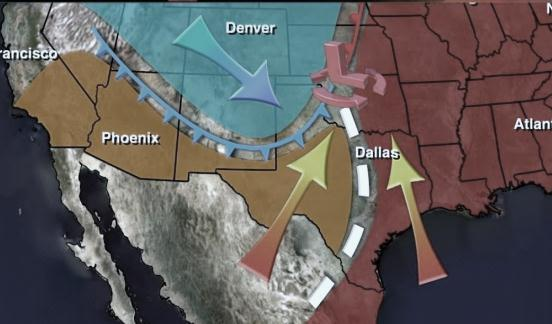 Denver
rancisco
Phoenix
Dallas
Atlan
N